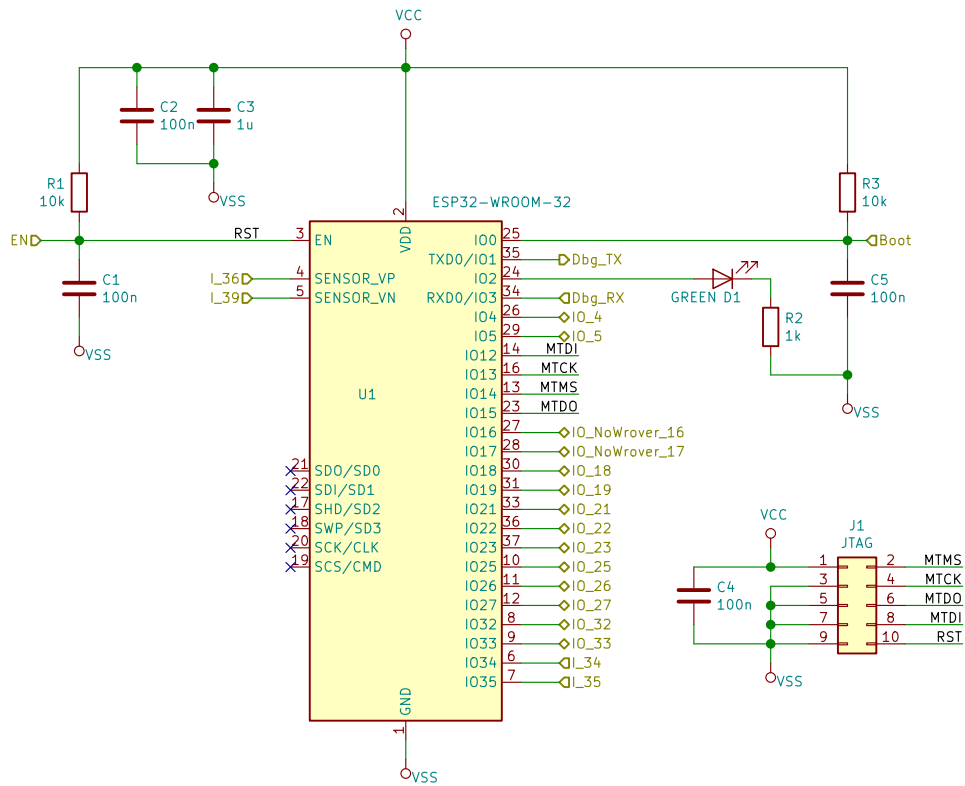 VCC
C2
100n
C3
1u
VSS
R1
10k
R3
10k
ESP32-WROOM-32
2
VDD
EN
RST
3
EN
C1
100n
VSS
I_36
4
SENSOR_VP
I_39
5
SENSOR_VN
U1
21
SDO/SD0
22
SDI/SD1
17
SHD/SD2
18
SWP/SD3
20
SCK/CLK
19
SCS/CMD
IO0
25
Boot
TXD0/IO1
35
Dbg_TX
IO2
24
GREEN D1
RXD0/IO3
34
Dbg_RX
IO4
26
IO_4
IO5
29
IO_5
IO12
14
MTDI
IO13
16
MTCK
IO14
13
MTMS
IO15
23
MTDO
IO16
27
IO_NoWrover_16
IO17
28
IO_NoWrover_17
IO18
30
IO_18
IO19
31
IO_19
IO21
33
IO_21
IO22
36
IO_22
IO23
37
IO_23
IO25
10
IO_25
IO26
11
IO_26
IO27
12
IO_27
IO32
8
IO_32
IO33
9
IO_33
IO34
6
I_34
IO35
7
I_35
GND
1
VSS
R2
1k
C5
100n
VSS
VCC
J1
JTAG
C4
100n
1
2
MTMS
3
4
MTCK
5
6
MTDO
7
8
MTDI
9
10
RST
VSS